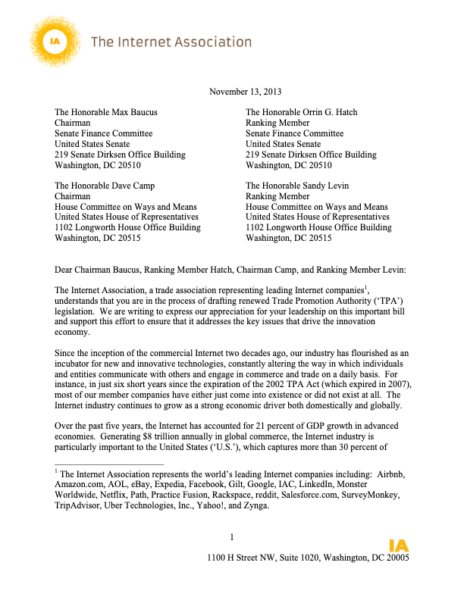 IA
The Internet Association
November 13, 2013
The Honorable Max Baucus
Chairman
Senate Finance Committee
United States Senate
219 Senate Dirksen Office Building
Washington, DC 20510
The Honorable Orrin G. Hatch
Ranking Member
Senate Finance Committee
United States Senate
219 Senate Dirksen Office Building
Washington, DC 20510
The Honorable Dave Camp
Chairman
House Committee on Ways and Means
United States House of Representatives
1102 Longworth House Office Building
Washington, DC 20515
The Honorable Sandy Levin
Ranking Member
House Committee on Ways and Means
United States House of Representatives
1102 Longworth House Office Building
Washington, DC 20515
Dear Chairman Baucus, Ranking Member Hatch, Chairman Camp, and Ranking Member Levin:
The Internet Association, a trade association representing leading Internet companies¹,
understands that you are in the process of drafting renewed Trade Promotion Authority (‘TPA’)
legislation.  We are writing to express our appreciation for your leadership on this important bill
and support this effort to ensure that it addresses the key issues that drive the innovation
economy.
Since the inception of the commercial Internet two decades ago, our industry has flourished as an
incubator for new and innovative technologies, constantly altering the way in which individuals
and entities communicate with others and engage in commerce and trade on a daily basis.  For
instance, in just six short years since the expiration of the 2002 TPA Act (which expired in 2007),
most of our member companies have either just come into existence or did not exist at all.  The
Internet industry continues to grow as a strong economic driver both domestically and globally.
Over the past five years, the Internet has accounted for 21 percent of GDP growth in advanced
economies.  Generating $8 trillion annually in global commerce, the Internet industry is
particularly important to the United States (‘U.S.’), which captures more than 30 percent of
¹ The Internet Association represents the world’s leading Internet companies including:  Airbnb,
Amazon.com, AOL, eBay, Expedia, Facebook, Gilt, Google, IAC, LinkedIn, Monster
Worldwide, Netflix, Path, Practice Fusion, Rackspace, reddit, Salesforce.com, SurveyMonkey,
TripAdvisor, Uber Technologies, Inc., Yahoo!, and Zynga.
1
IA
1100 H Street NW, Suite 1020, Washington, DC 20005